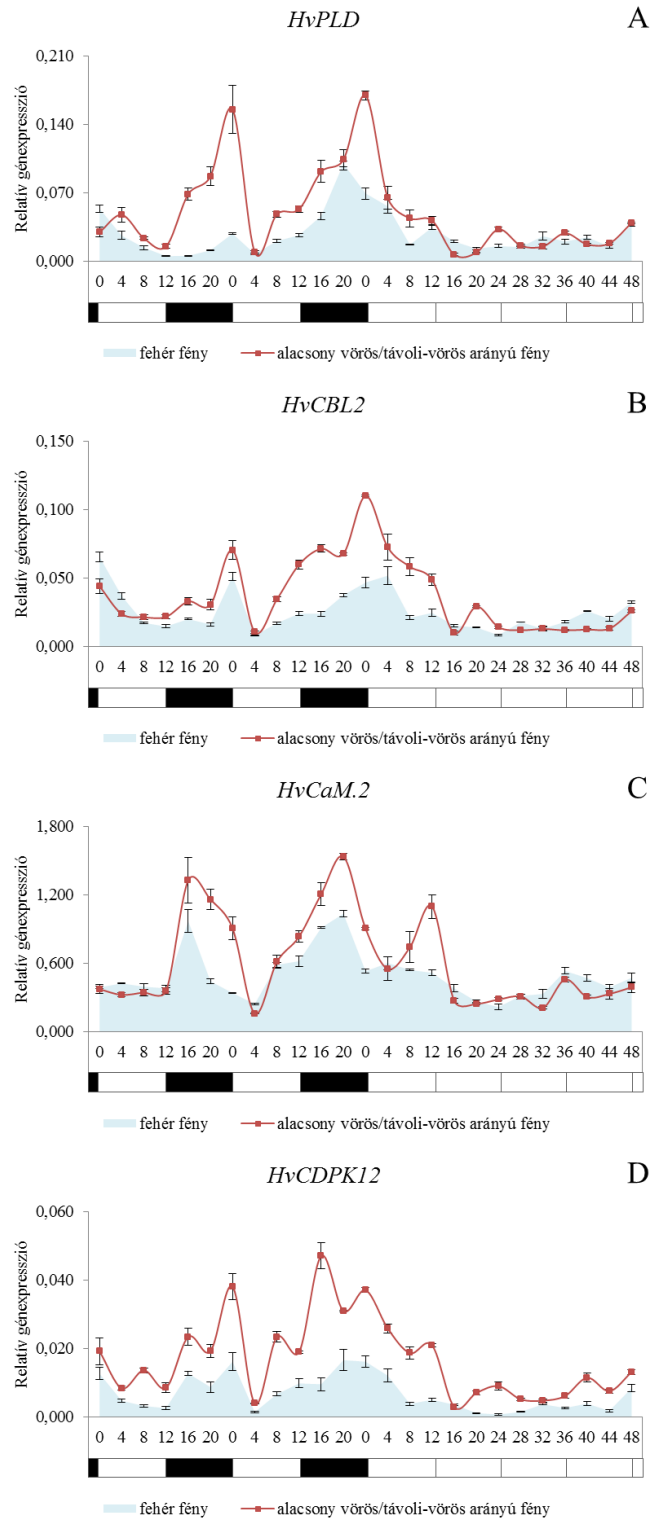 HvPLD
A
Relatív génexpresszió
0,210
0,140
0,070
0,000
0 4 8 12 16 20 0 4 8 12 16 20 0 4 8 12 16 20 24 28 32 36 40 44 48
fehér fény
alacsony vörös/távoli-vörös arányú fény
HvCBL2
B
Relatív génexpresszió
0,150
0,100
0,050
0,000
0 4 8 12 16 20 0 4 8 12 16 20 0 4 8 12 16 20 24 28 32 36 40 44 48
fehér fény
alacsony vörös/távoli-vörös arányú fény
HvCaM.2
C
Relatív génexpresszió
1,800
1,200
0,600
0,000
0 4 8 12 16 20 0 4 8 12 16 20 0 4 8 12 16 20 24 28 32 36 40 44 48
fehér fény
alacsony vörös/távoli-vörös arányú fény
HvCDPK12
D
Relatív génexpresszió
0,060
0,040
0,020
0,000
0 4 8 12 16 20 0 4 8 12 16 20 0 4 8 12 16 20 24 28 32 36 40 44 48
fehér fény
alacsony vörös/távoli-vörös arányú fény